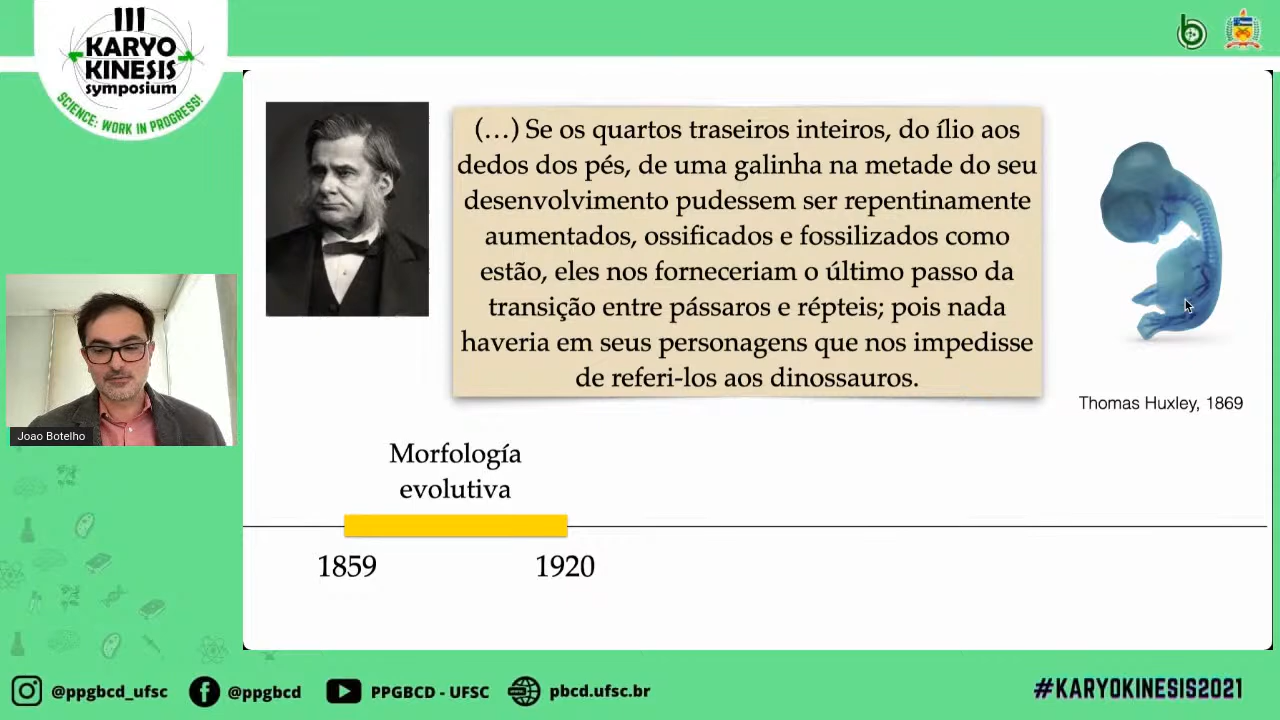 III
KARYO
KINESIS
symposium
SCIENCE: WORK IN PROGRESS!
(…) Se os quartos traseiros inteiros, do ílio aos
dedos dos pés, de uma galinha na metade do seu
desenvolvimento pudessem ser repentinamente
aumentados, ossificados e fossilizados como
estão, eles nos forneceriam o último passo da
transição entre pássaros e répteis; pois nada
haveria em seus personagens que nos impedisse
de referi-los aos dinossauros.
Thomas Huxley, 1869
Joao Botelho
Morfología
evolutiva
1859
1920
@ppgbcd_ufsc
@ppgbcd
PPGBCD - UFSC
pbcd.ufsc.br
#KARYOKINESIS2021